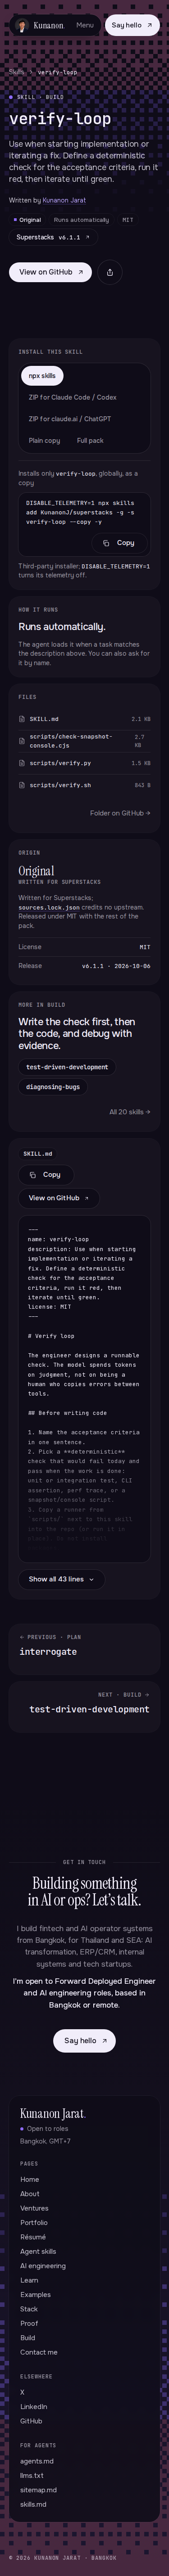 Kunanon.
Menu
Say hello
Skills > verify-loop
SKILL · BUILD
verify-loop
Use when starting implementation or
iterating a fix. Define a deterministic
check for the acceptance criteria, run it
red, then iterate until green.
Written by Kunanon Jarat
Original
Runs automatically
MIT
Superstacks v6.1.1
View on GitHub
INSTALL THIS SKILL
npx skills
ZIP for Claude Code / Codex
ZIP for claude.ai / ChatGPT
Plain copy
Full pack
Installs only verify-loop, globally, as a
copy
DISABLE_TELEMETRY=1 npx skills
add KunanonJ/superstacks -g -s
verify-loop --copy -y
Copy
Third-party installer; DISABLE_TELEMETRY=1
turns its telemetry off.
HOW IT RUNS
Runs automatically.
The agent loads it when a task matches
the description above. You can also ask for
it by name.
FILES
SKILL.md 2.1 KB
scripts/check-snapshot-
console.cjs
2.7
KB
scripts/verify.py 1.5 KB
scripts/verify.sh 843 B
Folder on GitHub →
ORIGIN
Original
WRITTEN FOR SUPERSTACKS
Written for Superstacks;
sources.lock.json credits no upstream.
Released under MIT with the rest of the
pack.
License MIT
Release v6.1.1 · 2026-10-06
MORE IN BUILD
Write the check first, then
the code, and debug with
evidence.
test-driven-development
diagnosing-bugs
All 20 skills →
SKILL.md
Copy
View on GitHub
---
name: verify-loop
description: Use when starting
implementation or iterating a
fix. Define a deterministic
check for the acceptance
criteria, run it red, then
iterate until green.
license: MIT
---
# Verify loop
The engineer designs a runnable
check. The model spends tokens
on judgment, not on being a
human who copies errors between
tools.
## Before writing code
1. Name the acceptance criteria
in one sentence.
2. Pick a **deterministic**
check that would fail today and
pass when the work is done:
unit or integration test, CLI
assertion, perf trace, or a
snapshot/console script.
3. Copy a runner from
`scripts/` next to this skill
into the repo (or run it in
Show all 43 lines
← PREVIOUS · PLAN
interrogate
NEXT · BUILD →
test-driven-development
GET IN TOUCH
Building something
in AI or ops? Let's talk.
I build fintech and AI operator systems
from Bangkok, for Thailand and SEA: AI
transformation, ERP/CRM, internal
systems and tech startups.
I'm open to Forward Deployed Engineer
and AI engineering roles, based in
Bangkok or remote.
Say hello
Kunanon Jarat.
Open to roles
Bangkok, GMT+7
PAGES
Home
About
Ventures
Portfolio
Résumé
Agent skills
AI engineering
Learn
Examples
Stack
Proof
Build
Contact me
ELSEWHERE
X
LinkedIn
GitHub
FOR AGENTS
agents.md
llms.txt
sitemap.md
skills.md
© 2026 KUNANON JARAT · BANGKOK